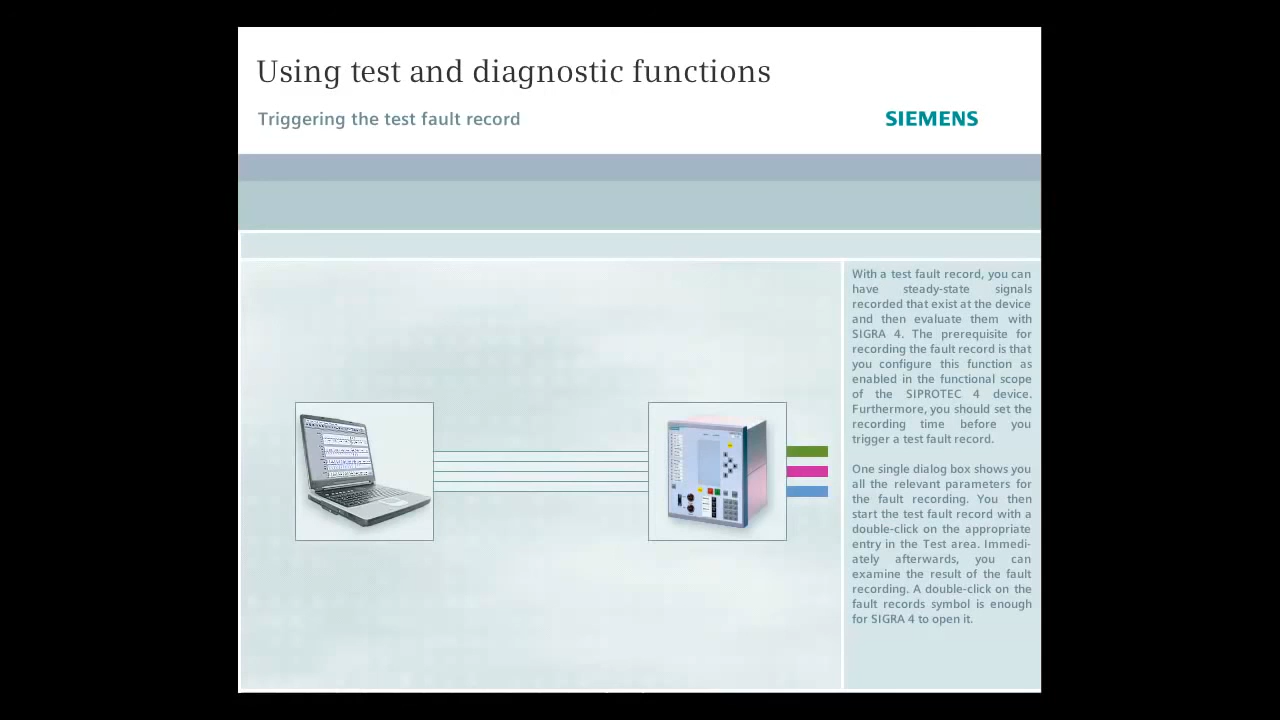 Using test and diagnostic functions
Triggering the test fault record
SIEMENS
With a test fault record, you can
have steady-state signals
recorded that exist at the device
and then evaluate them with
SIGRA 4. The prerequisite for
recording the fault record is that
you configure this function as
enabled in the functional scope
of the SIPROTEC 4 device.
Furthermore, you should set the
recording time before you
trigger a test fault record.
One single dialog box shows you
all the relevant parameters for
the fault recording. You then
start the test fault record with a
double-click on the appropriate
entry in the Test area. Immedi-
ately afterwards, you can
examine the result of the fault
recording. A double-click on the
fault records symbol is enough
for SIGRA 4 to open it.